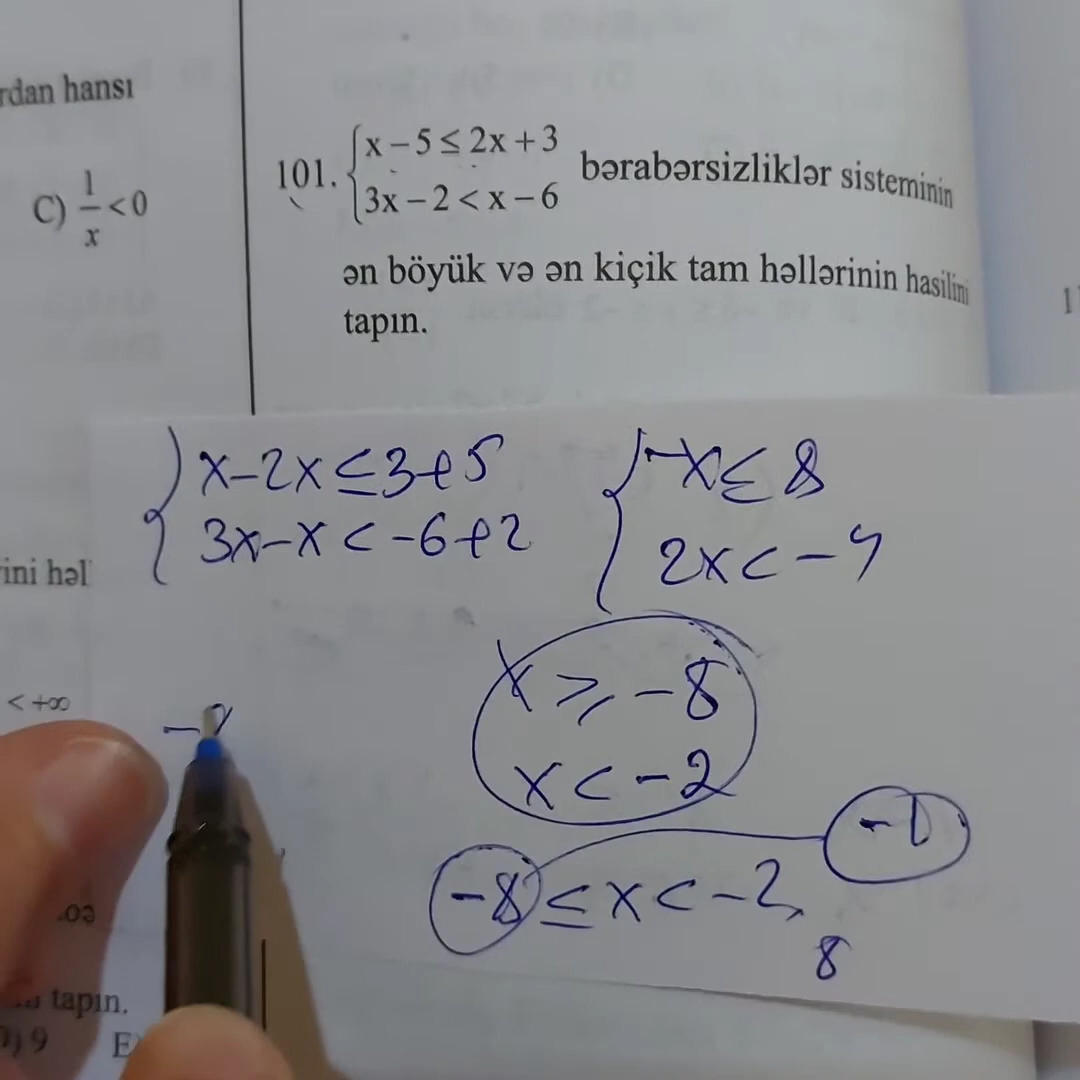 rdan hansı
C) 1/x < 0
101. { x – 5 ≤ 2x + 3
3x – 2 < x – 6 bərabərsizliklər sisteminin
ən böyük və ən kiçik tam həllərinin hasilini
tapın.
{ x–2x ≤ 3+5
3x–x < -6+2
{ -x ≤ 8
2x < -4
ini həl
x ≥ -8
x < -2
< +∞
-1
-8 ≤ x < -2,
8
tapın.
9 E